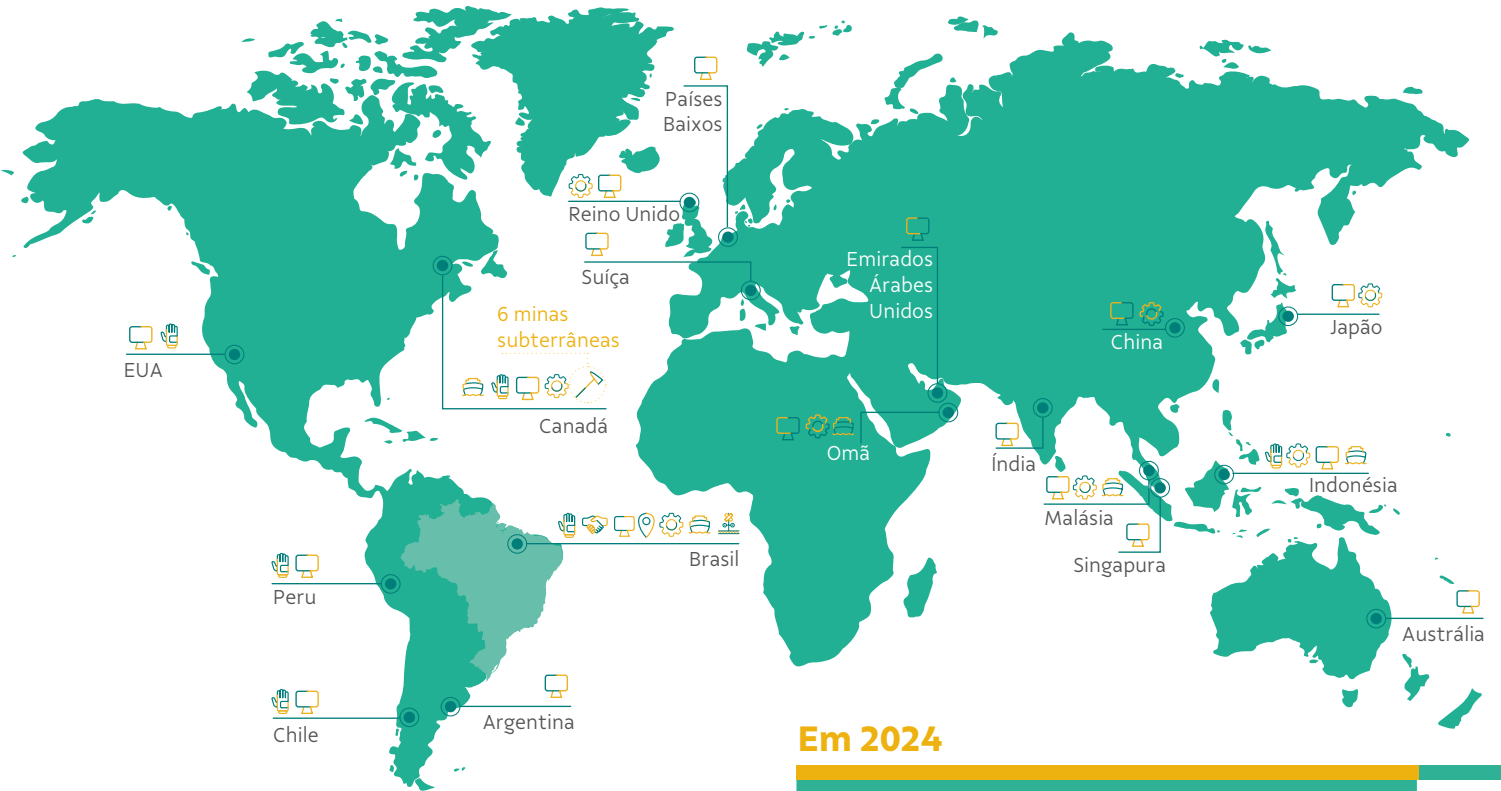 Países
Baixos
Reino Unido
Suíça
Emirados
Árabes
Unidos
6 minas
subterrâneas
EUA
Canadá
China
Japão
Omã
Índia
Indonésia
Malásia
Singapura
Brasil
Peru
Austrália
Chile
Argentina
Em 2024